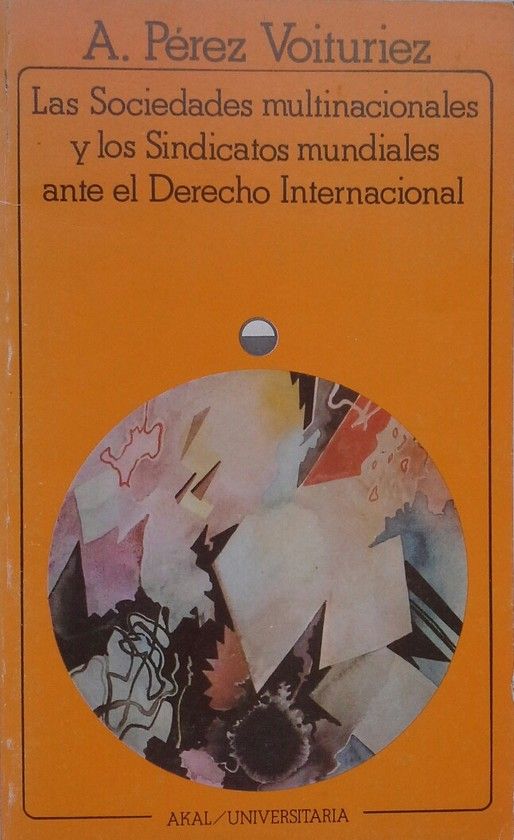 A. Pérez Voituriez
Las Sociedades multinacionales
y los Sindicatos mundiales
ante el Derecho Internacional
AKAL/UNIVERSITARIA